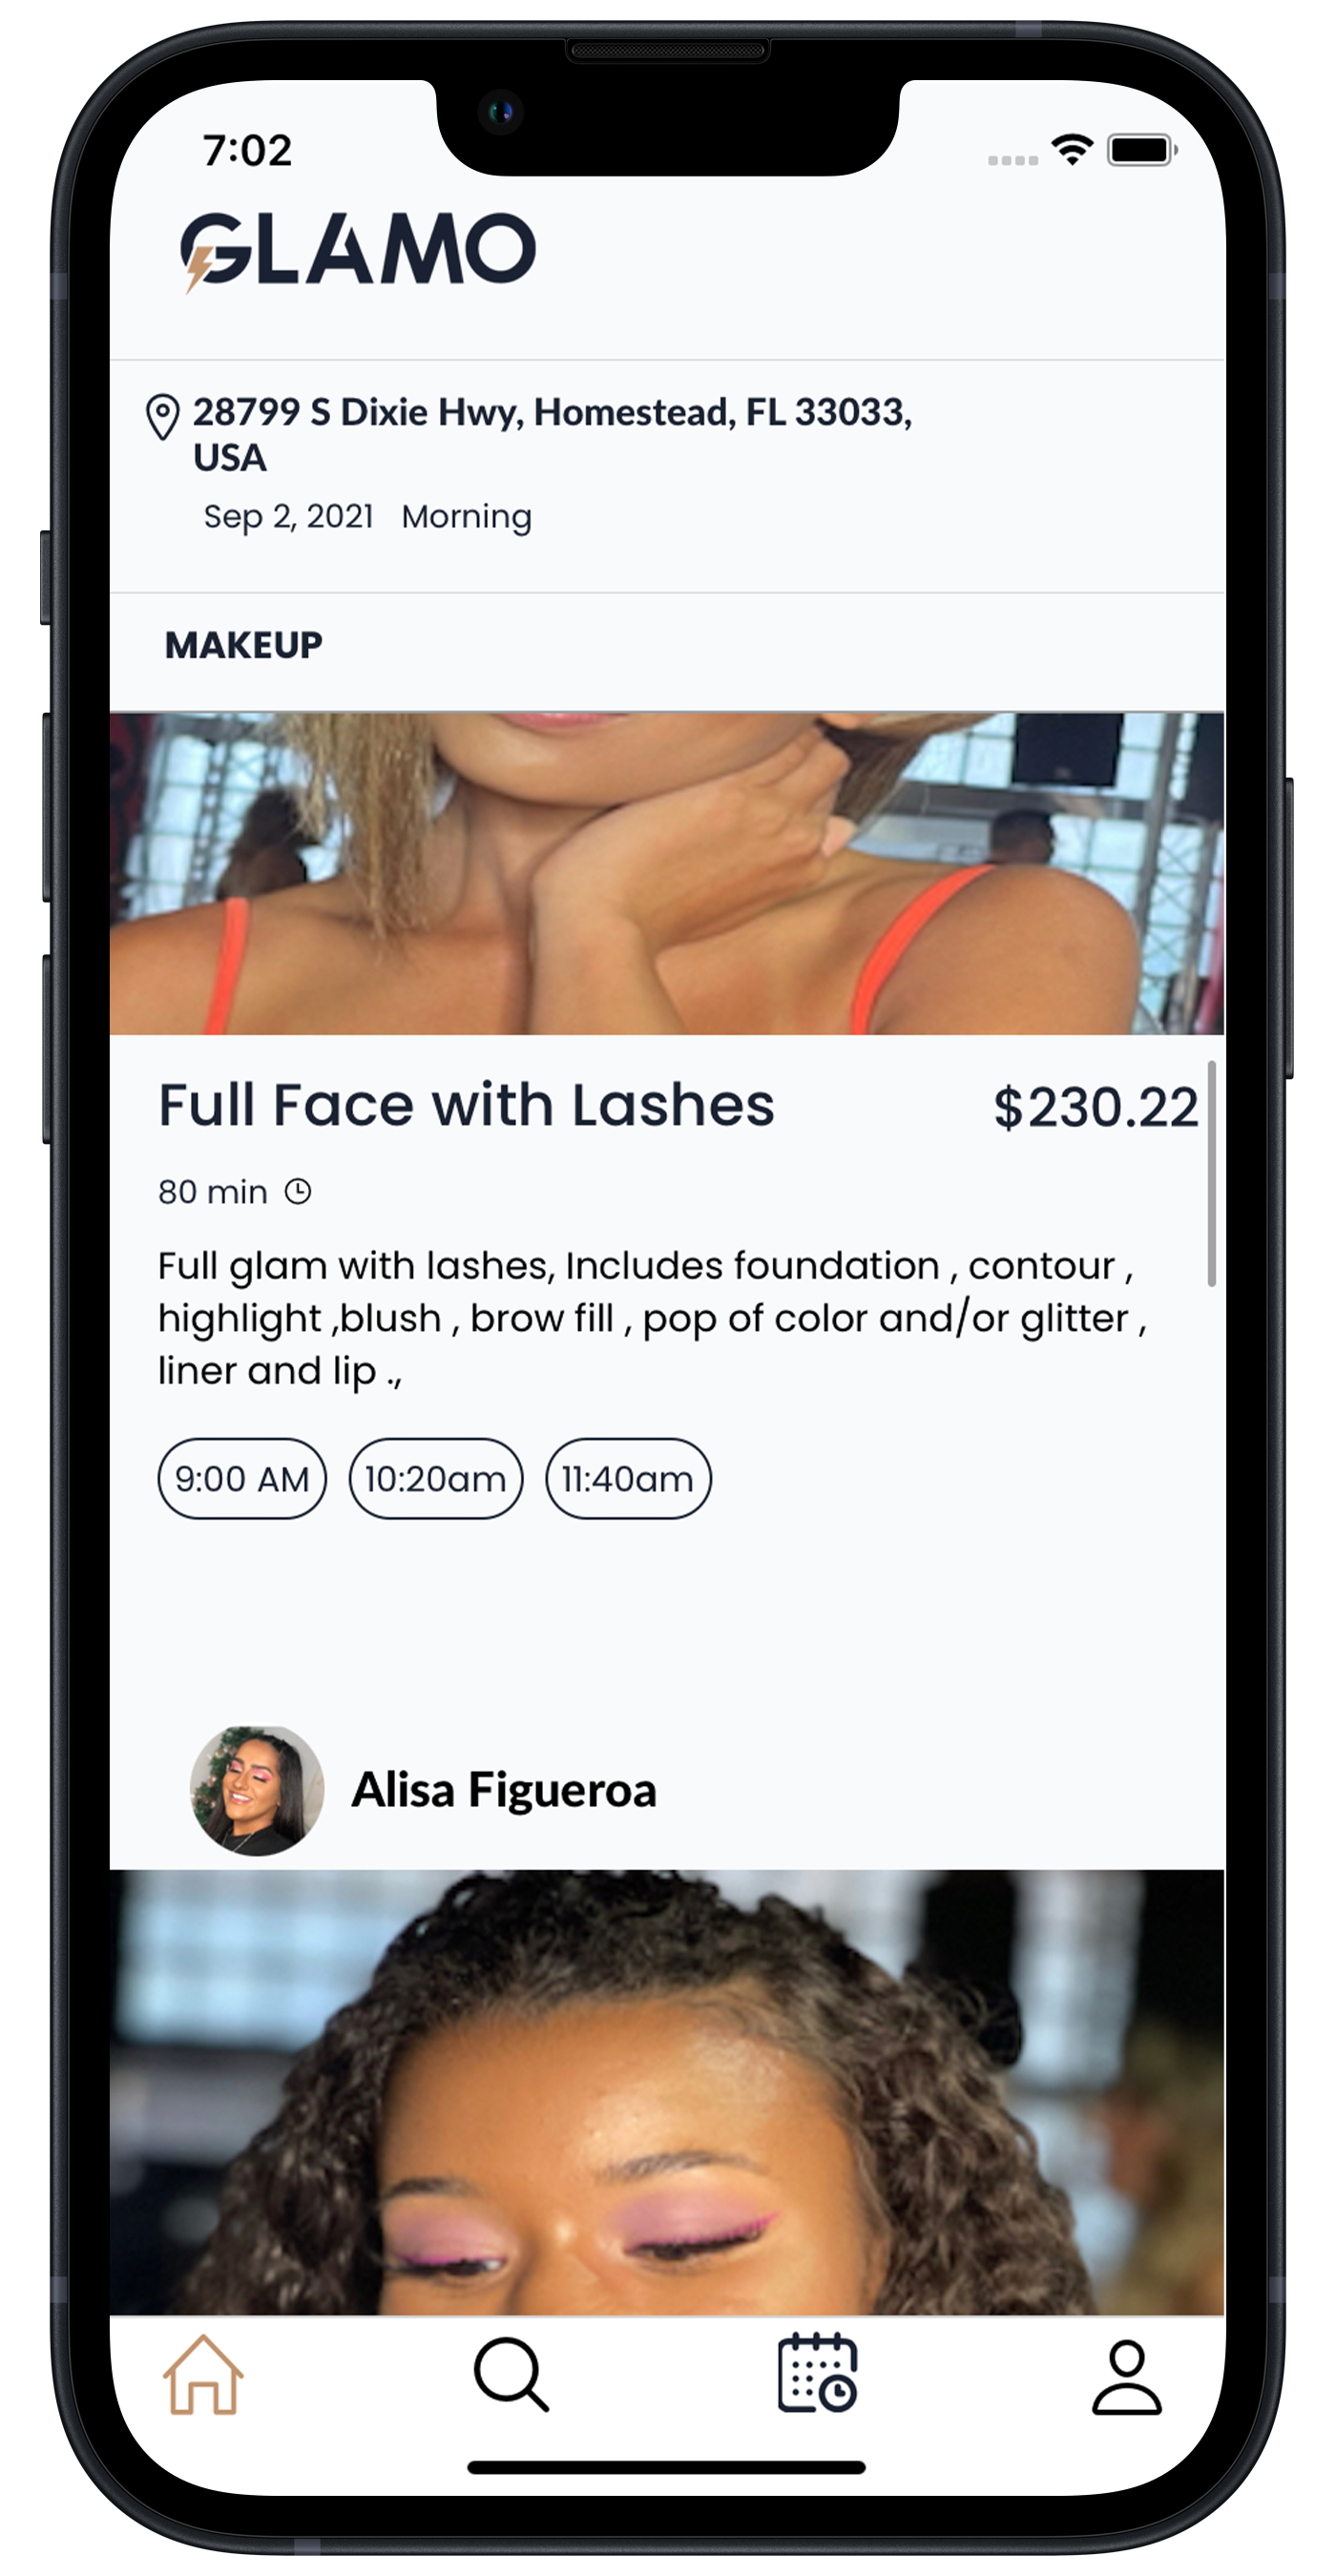 7:02
GLAMO
28799 S Dixie Hwy, Homestead, FL 33033,
USA
Sep 2, 2021 Morning
MAKEUP
Full Face with Lashes $230.22
80 min
Full glam with lashes, Includes foundation , contour ,
highlight ,blush , brow fill , pop of color and/or glitter ,
liner and lip .,
9:00 AM 10:20am 11:40am
Alisa Figueroa